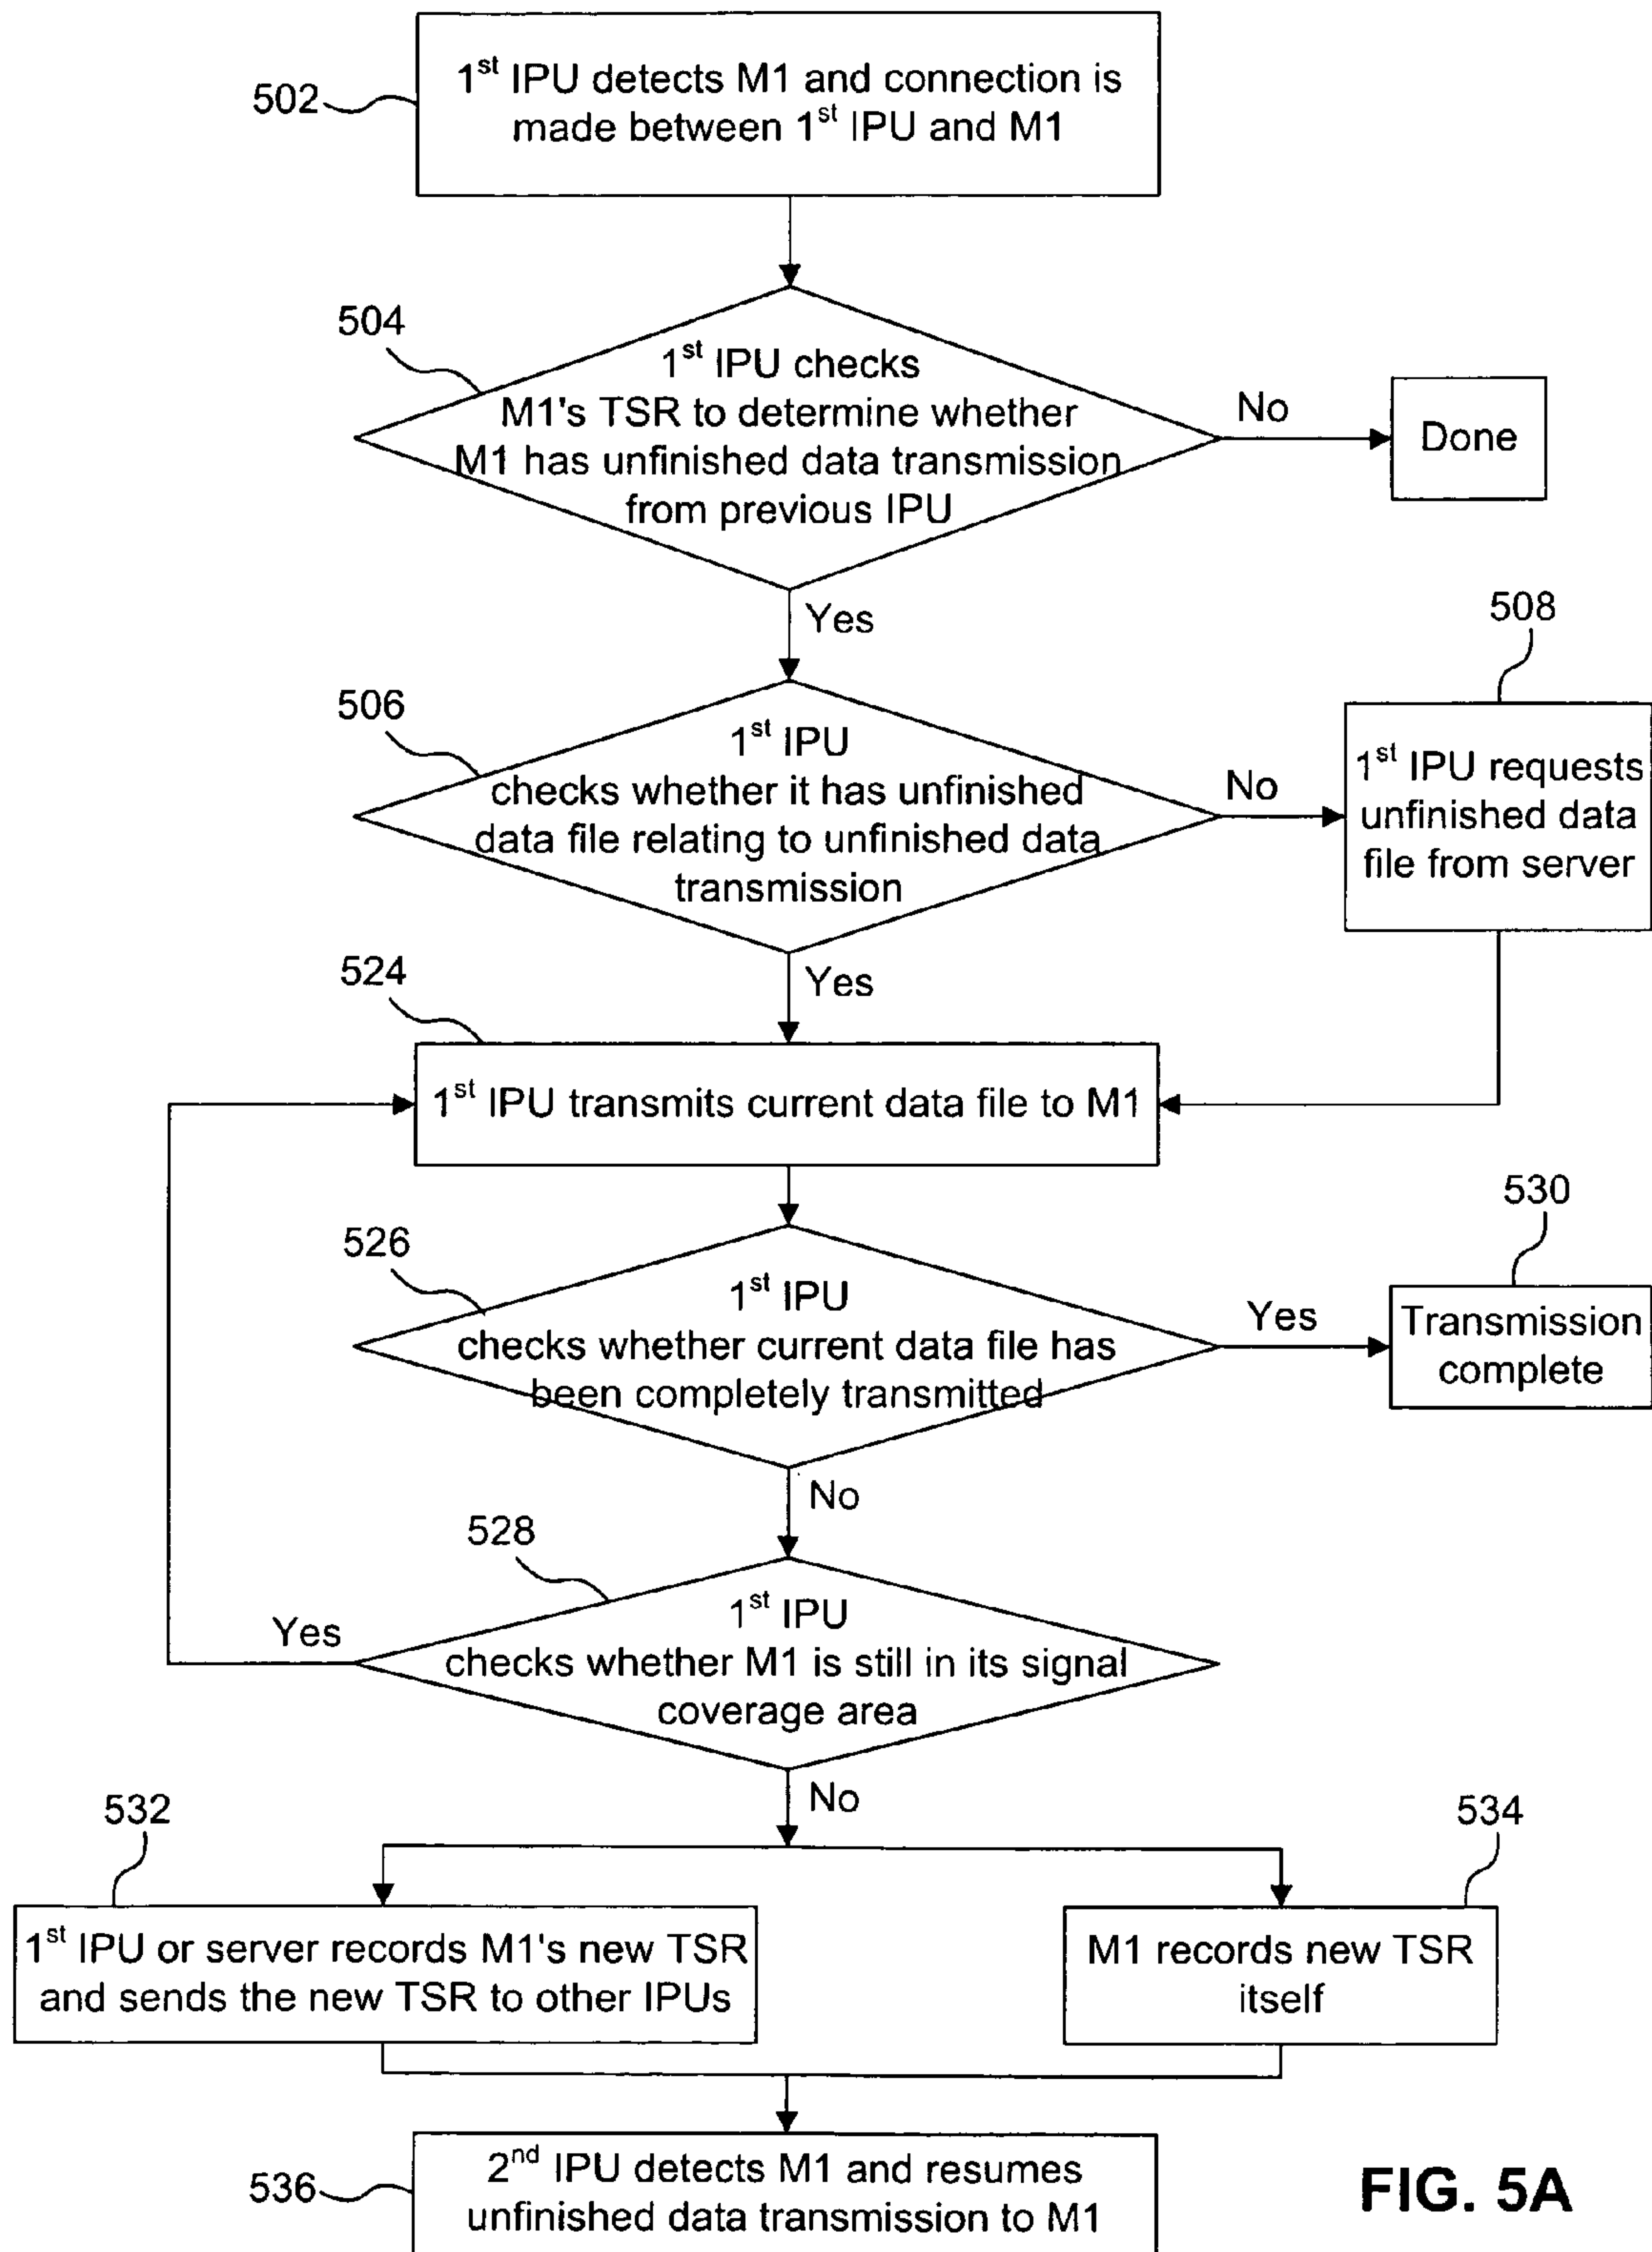 502
1st IPU detects M1 and connection is
made between 1st IPU and M1
504
1st IPU checks
M1's TSR to determine whether
M1 has unfinished data transmission
from previous IPU
No
Done
Yes
508
506
1st IPU
checks whether it has unfinished
data file relating to unfinished data
transmission
No
1st IPU requests
unfinished data
file from server
Yes
524
1st IPU transmits current data file to M1
530
526
1st IPU
checks whether current data file has
been completely transmitted
Yes
Transmission
complete
No
528
1st IPU
checks whether M1 is still in its signal
coverage area
Yes
No
532
534
1st IPU or server records M1's new TSR
and sends the new TSR to other IPUs
M1 records new TSR
itself
536
2nd IPU detects M1 and resumes
unfinished data transmission to M1
FIG. 5A